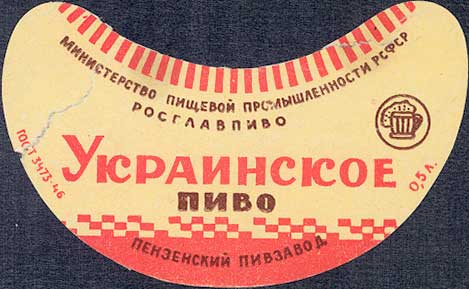 МИНИСТЕРСТВО ПИЩЕВОЙ ПРОМЫШЛЕННОСТИ РСФСР
РОСГЛАВПИВО
ГОСТ 3473-46
УКРАИНСКОЕ
ПИВО
0,5 л.
ПЕНЗЕНСКИЙ ПИВЗАВОД